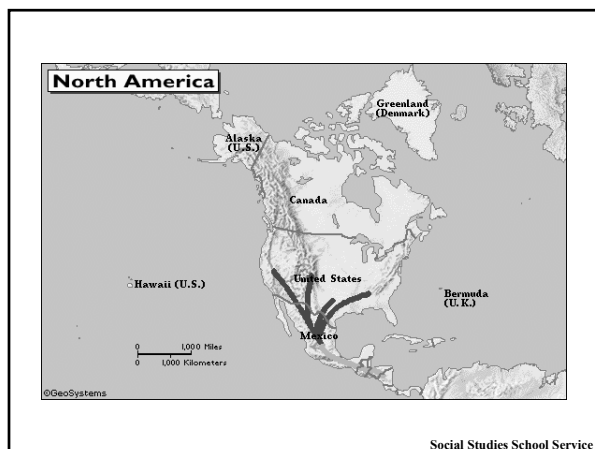 North America
Greenland
(Denmark)
Alaska
(U.S.)
Canada
United States
Hawaii (U.S.)
Bermuda
(U.K.)
Mexico
0 1,000 Miles
0 1,000 Kilometers
©GeoSystems
Social Studies School Service